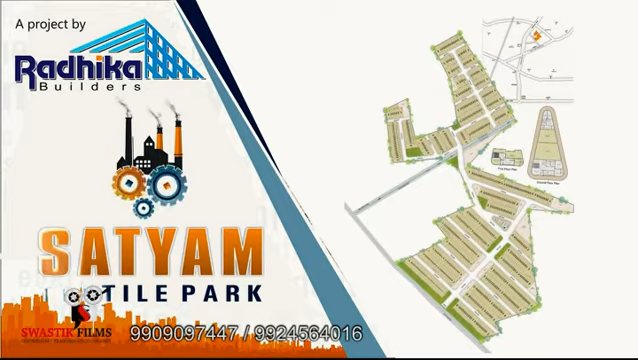 A project by
Radhika
Builders
SATYAM
TILE PARK
SWASTIK FILMS
9909097447 / 9924564016